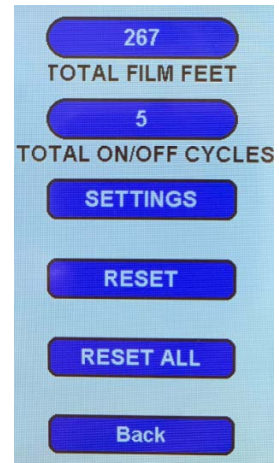 267
TOTAL FILM FEET
5
TOTAL ON/OFF CYCLES
SETTINGS
RESET
RESET ALL
Back